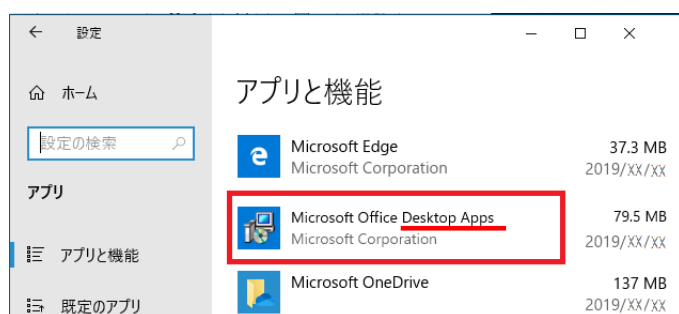 設定
ホーム
設定の検索
アプリ
アプリと機能
既定のアプリ
アプリと機能
Microsoft Edge 37.3 MB
Microsoft Corporation 2019/XX/XX
Microsoft Office Desktop Apps 79.5 MB
Microsoft Corporation 2019/XX/XX
Microsoft OneDrive 137 MB
2019/XX/XX